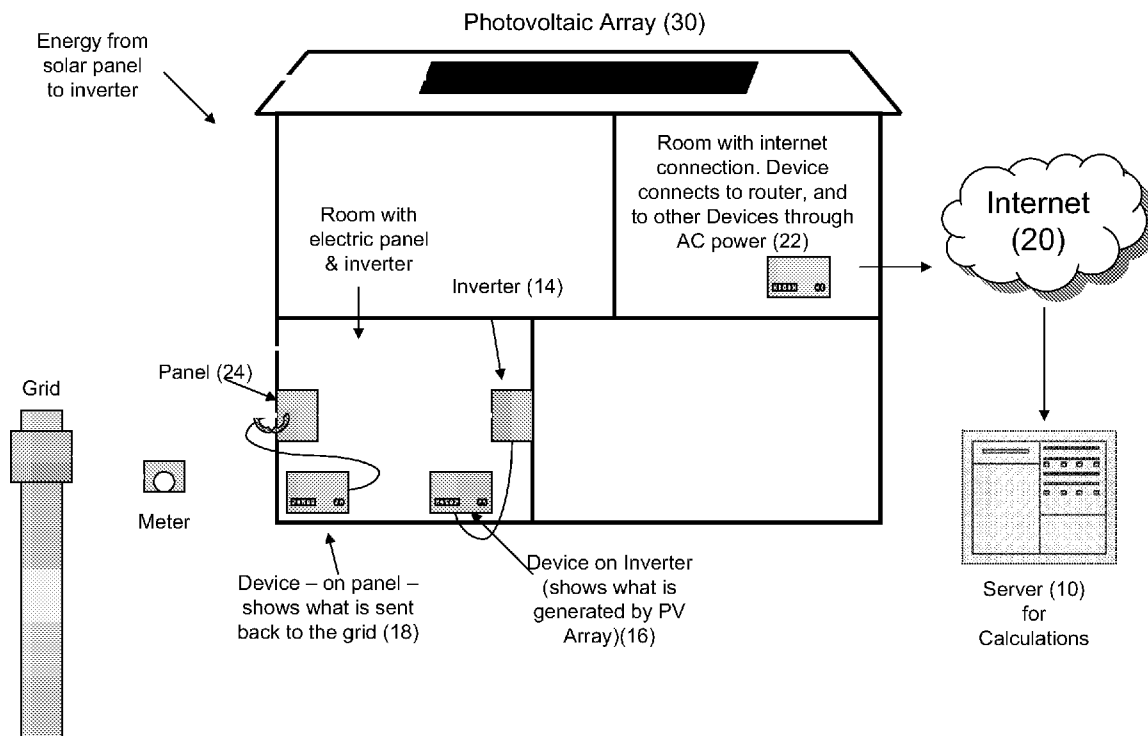 Photovoltaic Array (30)
Energy from
solar panel
to inverter
Room with internet
connection. Device
connects to router, and
to other Devices through
AC power (22)
Internet
(20)
Room with
electric panel
& inverter
Inverter (14)
Panel (24)
Grid
Meter
Device – on panel –
shows what is sent
back to the grid (18)
Device on Inverter
(shows what is
generated by PV
Array)(16)
Server (10)
for
Calculations